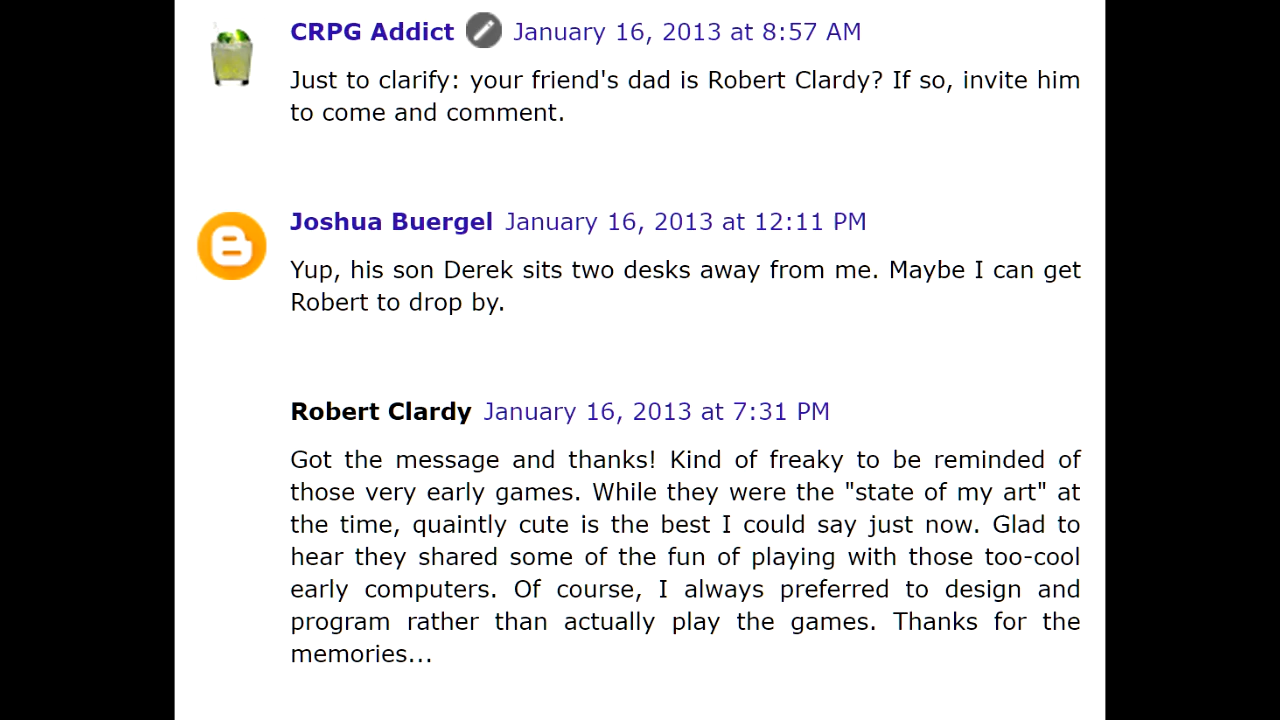 CRPG Addict January 16, 2013 at 8:57 AM
Just to clarify: your friend's dad is Robert Clardy? If so, invite him
to come and comment.
Joshua Buergel January 16, 2013 at 12:11 PM
Yup, his son Derek sits two desks away from me. Maybe I can get
Robert to drop by.
Robert Clardy January 16, 2013 at 7:31 PM
Got the message and thanks! Kind of freaky to be reminded of
those very early games. While they were the "state of my art" at
the time, quaintly cute is the best I could say just now. Glad to
hear they shared some of the fun of playing with those too-cool
early computers. Of course, I always preferred to design and
program rather than actually play the games. Thanks for the
memories...